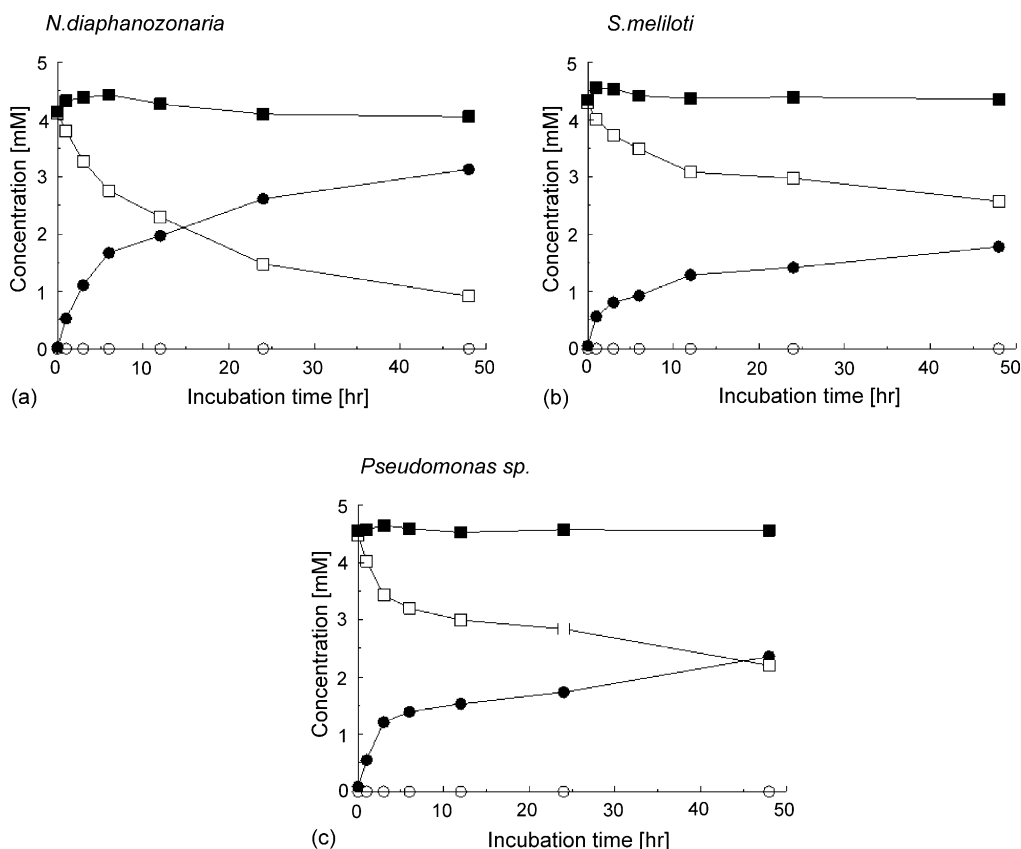 N.diaphanozonaria
S.meliloti
5
4
3
2
1
0
Concentration [mM]
0 10 20 30 40 50
Incubation time [hr]
(a)
5
4
3
2
1
0
Concentration [mM]
0 10 20 30 40 50
Incubation time [hr]
(b)
Pseudomonas sp.
5
4
3
2
1
0
Concentration [mM]
0 10 20 30 40 50
Incubation time [hr]
(c)